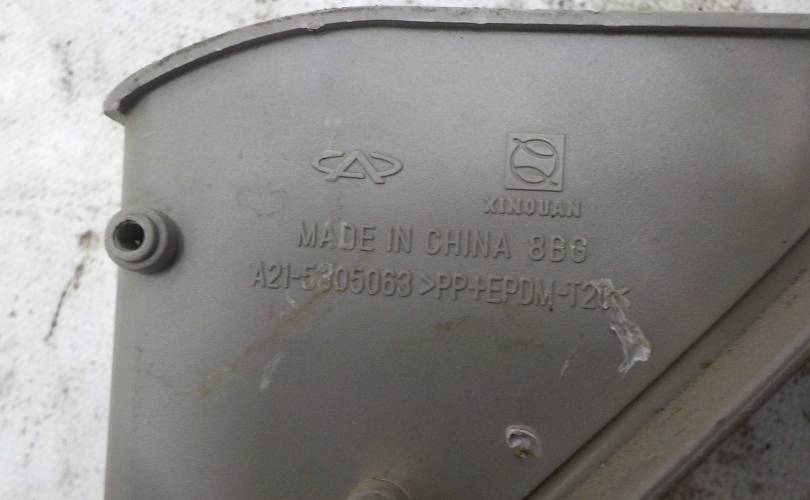 XINQUAN
MADE IN CHINA 8BG
A21-5305063 >PP+EPDM-T20<